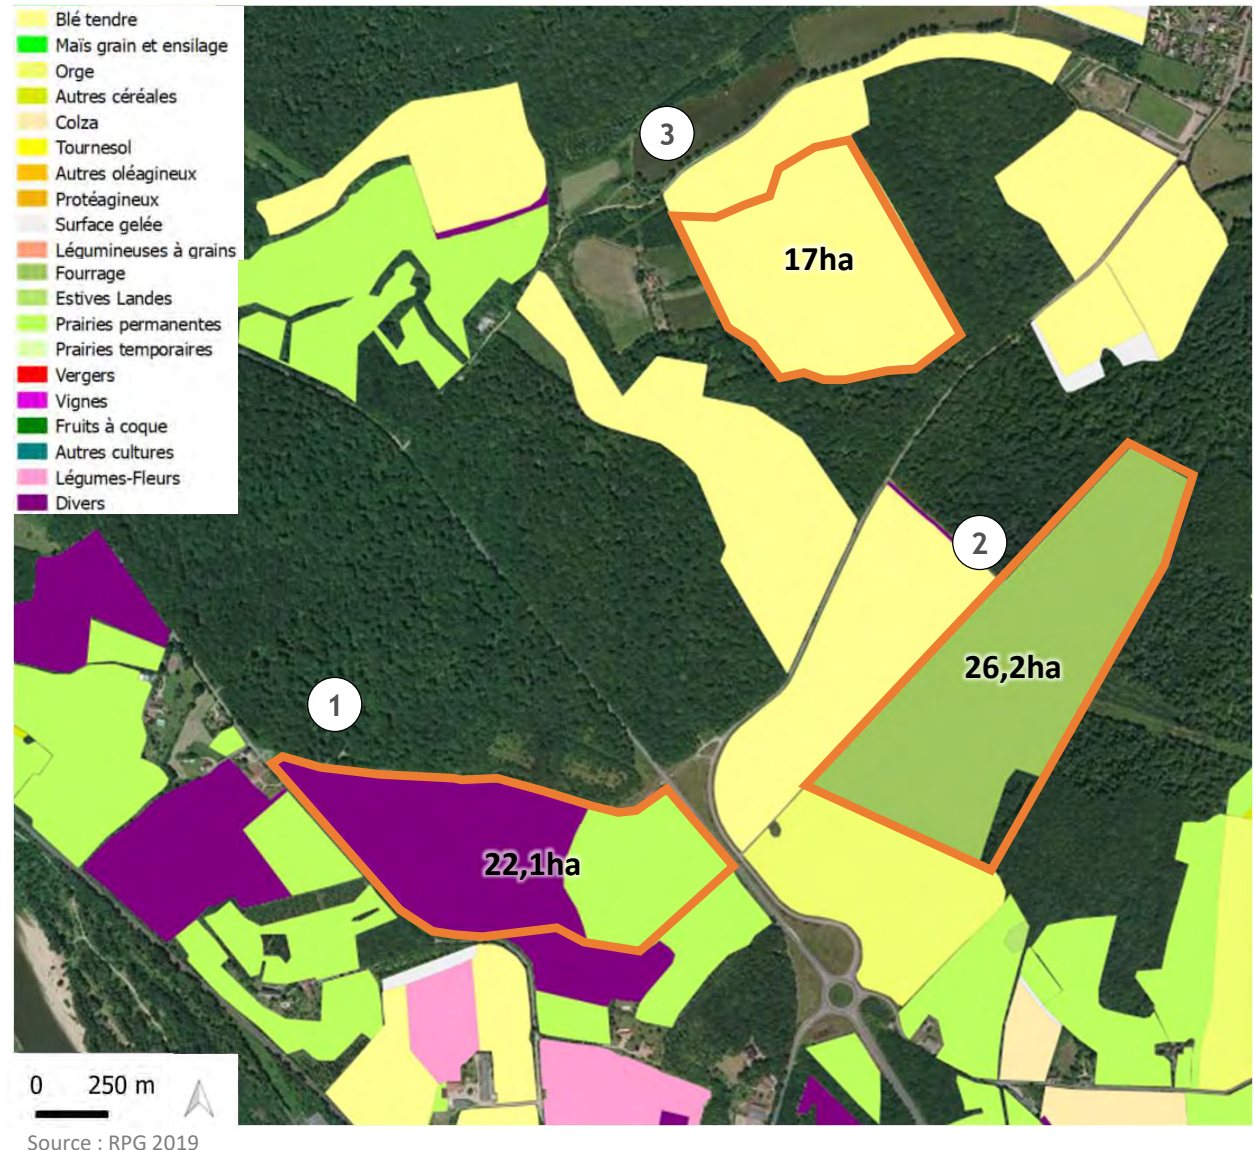 Blé tendre
Maïs grain et ensilage
Orge
Autres céréales
Colza
Tournesol
Autres oléagineux
Protéagineux
Surface gelée
Légumineuses à grains
Fourrage
Estives Landes
Prairies permanentes
Prairies temporaires
Vergers
Vignes
Fruits à coque
Autres cultures
Légumes-Fleurs
Divers
3
17ha
2
26,2ha
1
22,1ha
0 250 m
Source : RPG 2019